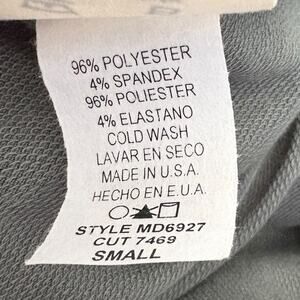 96% POLYESTER
4% SPANDEX
96% POLIESTER
4% ELASTANO
COLD WASH
LAVAR EN SECO
MADE IN U.S.A.
HECHO EN E.U.A.
STYLE MD6927
CUT 7469
SMALL